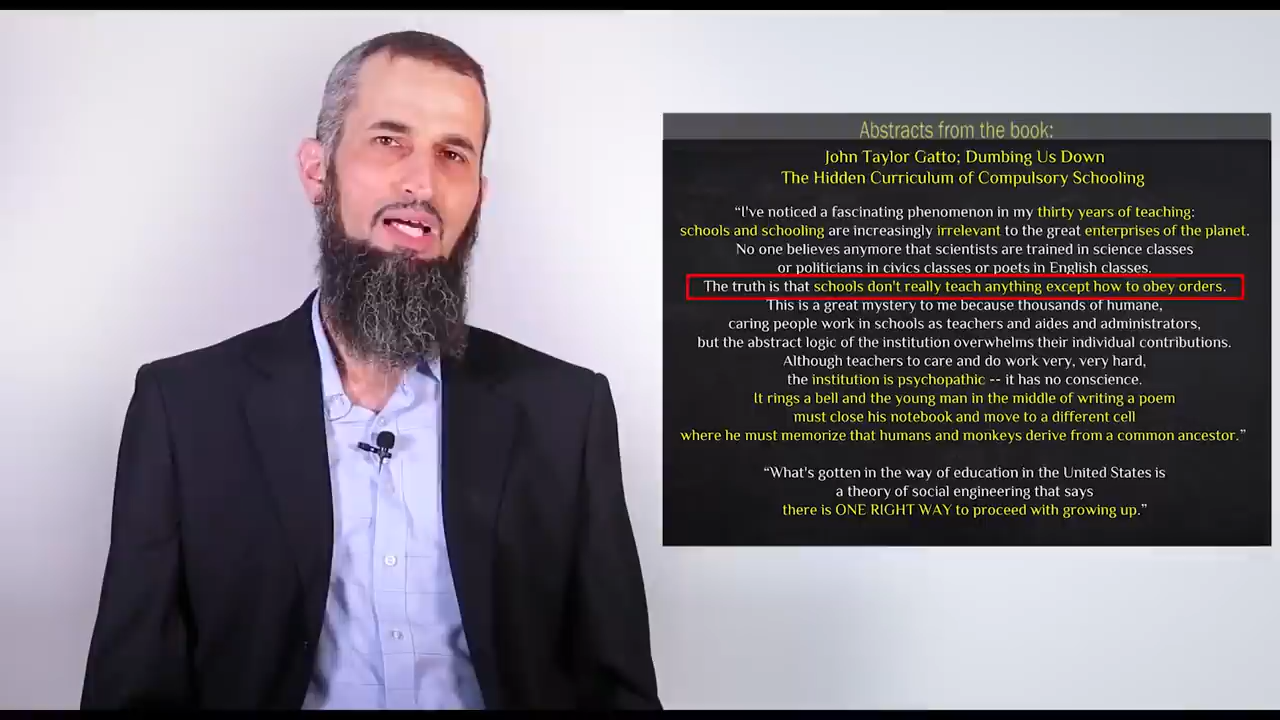 Abstracts from the book:
John Taylor Gatto; Dumbing Us Down
The Hidden Curriculum of Compulsory Schooling
“I've noticed a fascinating phenomenon in my thirty years of teaching:
schools and schooling are increasingly irrelevant to the great enterprises of the planet.
No one believes anymore that scientists are trained in science classes
or politicians in civics classes or poets in English classes.
The truth is that schools don't really teach anything except how to obey orders.
This is a great mystery to me because thousands of humane,
caring people work in schools as teachers and aides and administrators,
but the abstract logic of the institution overwhelms their individual contributions.
Although teachers to care and do work very, very hard,
the institution is psychopathic -- it has no conscience.
It rings a bell and the young man in the middle of writing a poem
must close his notebook and move to a different cell
where he must memorize that humans and monkeys derive from a common ancestor.”
“What's gotten in the way of education in the United States is
a theory of social engineering that says
there is ONE RIGHT WAY to proceed with growing up.”